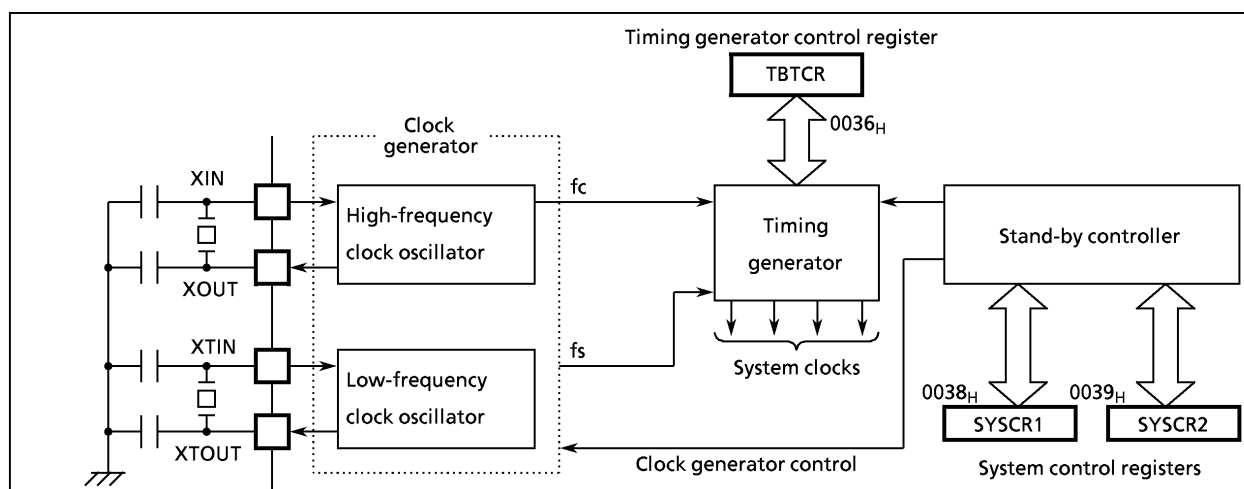 Timing generator control register
TBTCR
0036H
Clock
generator
XIN
High-frequency
clock oscillator
fc
Timing
generator
Stand-by controller
XOUT
XTIN
Low-frequency
clock oscillator
fs
System clocks
0038H
0039H
SYSCR1
SYSCR2
XTOUT
Clock generator control
System control registers